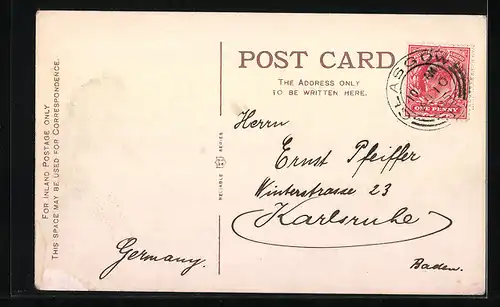 FOR INLAND POSTAGE ONLY
THIS SPACE MAY BE USED FOR CORRESPONDENCE.
POST CARD
THE ADDRESS ONLY
TO BE WRITTEN HERE.
RELIABLE SERIES
GLASGOW
ONE PENNY
Herrn
Ernst Pfeiffer
Winterstrasse 23
Karlsruhe
Germany.
Baden.